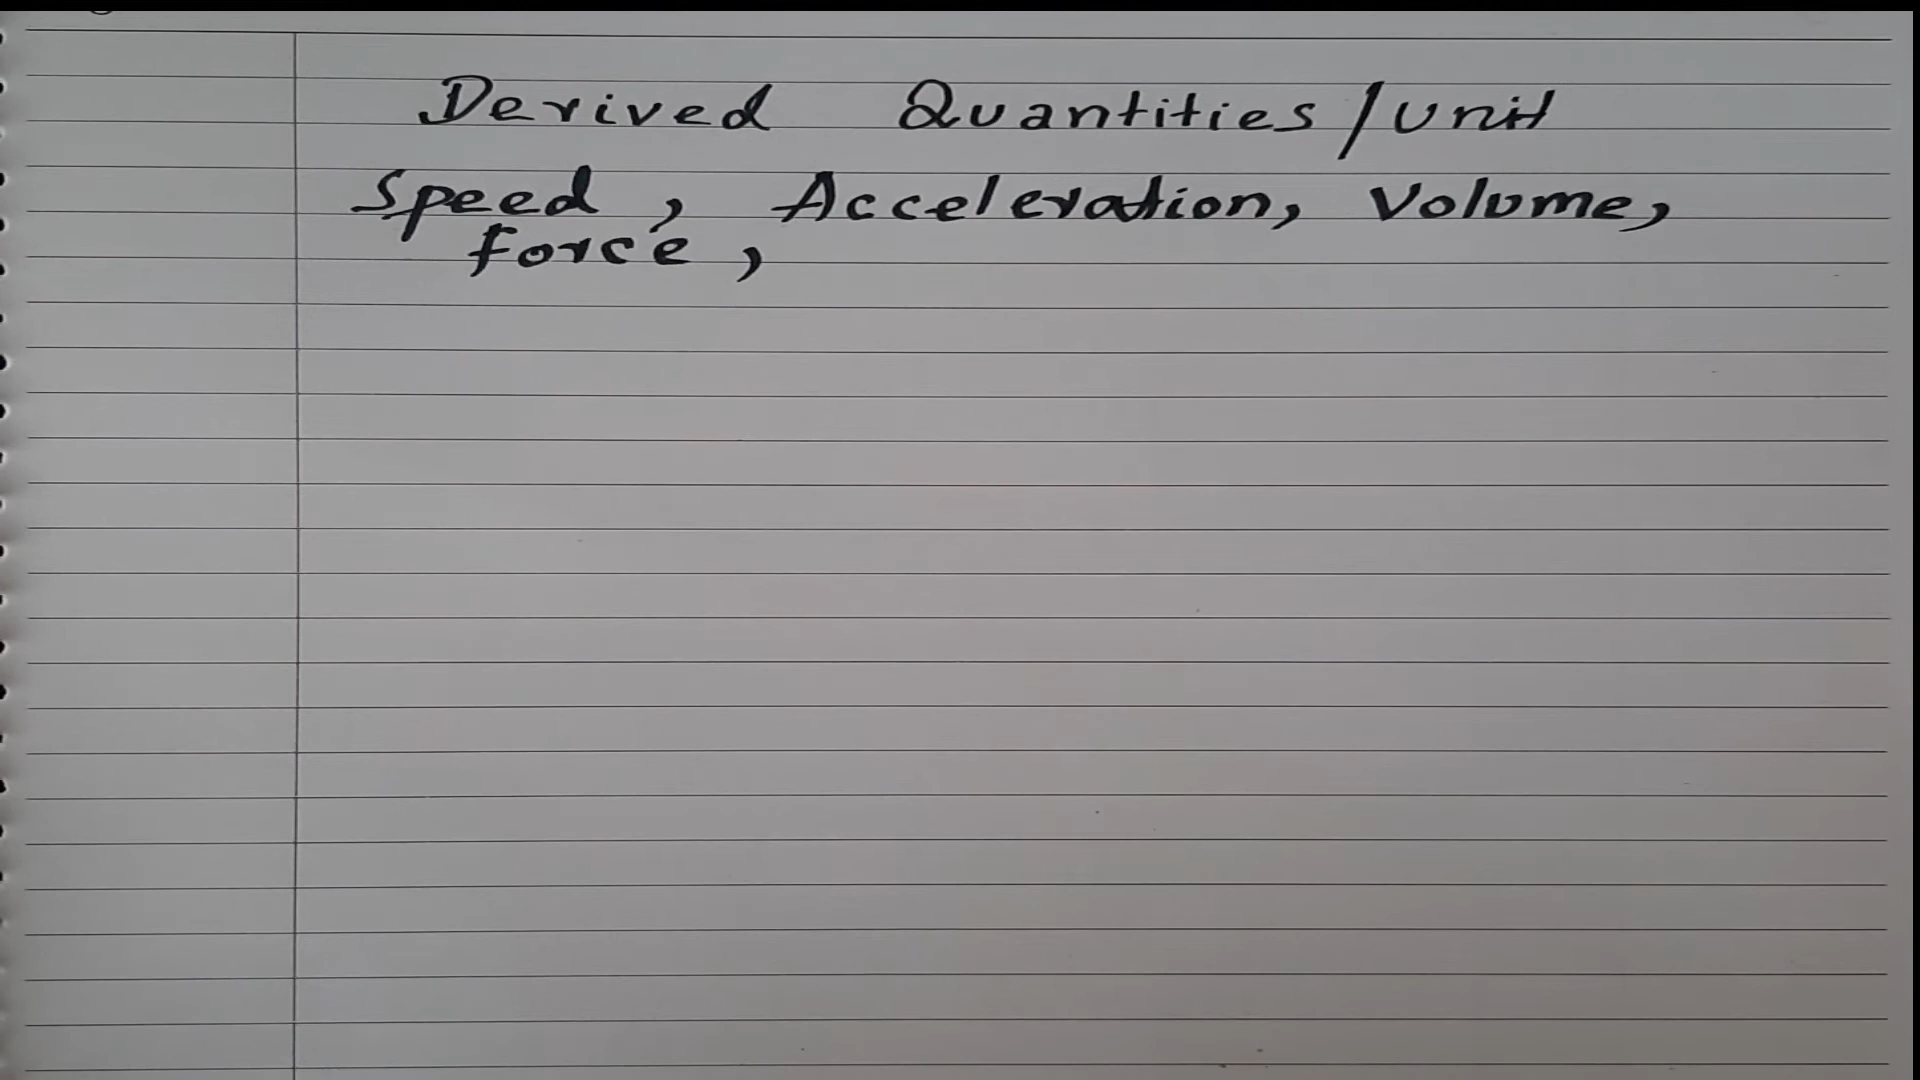 Derived Quantities/unit
Speed, Acceleration, Volume,
force,